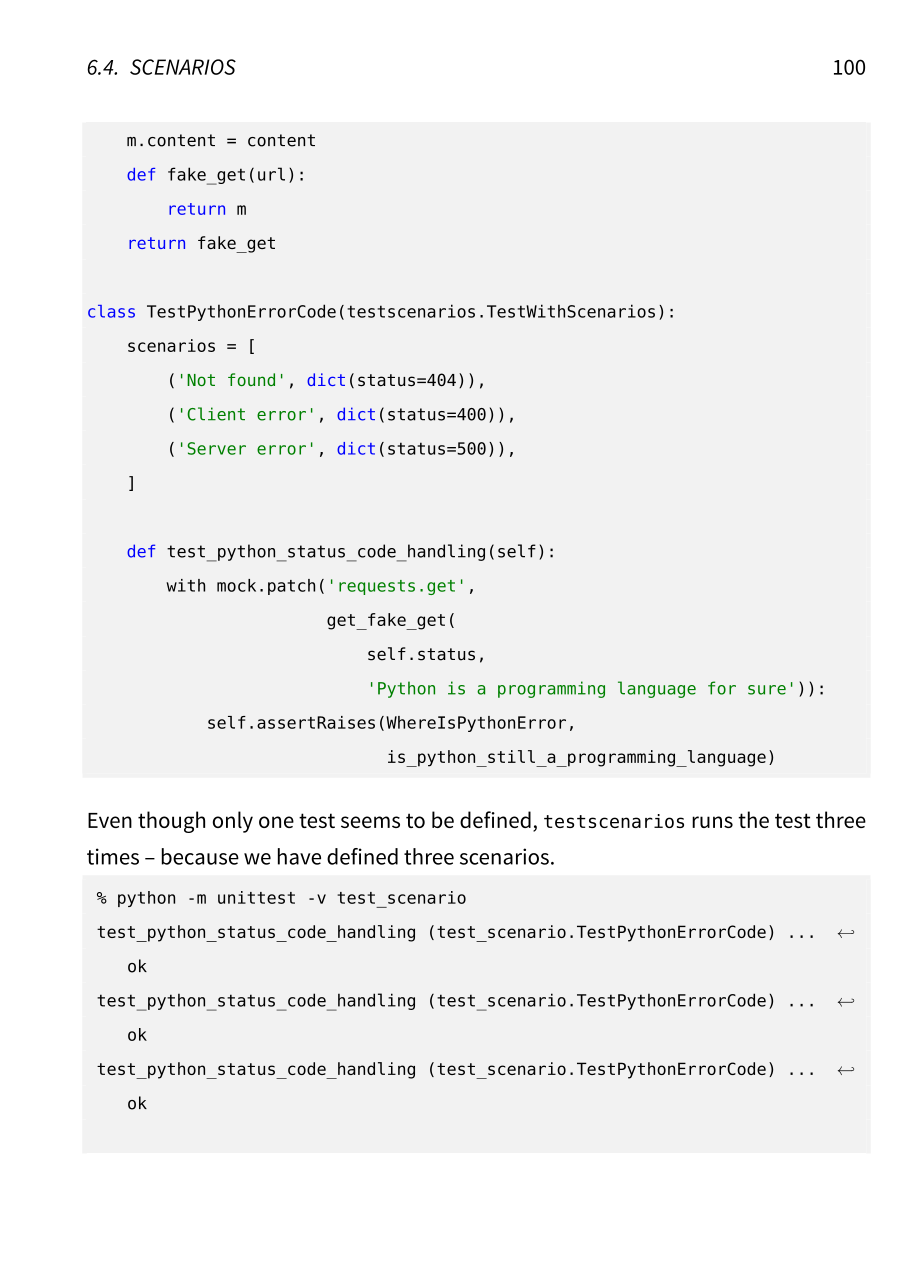 6.4. SCENARIOS 100
    m.content = content
    def fake_get(url):
        return m
    return fake_get

class TestPythonErrorCode(testscenarios.TestWithScenarios):
    scenarios = [
        ('Not found', dict(status=404)),
        ('Client error', dict(status=400)),
        ('Server error', dict(status=500)),
    ]

    def test_python_status_code_handling(self):
        with mock.patch('requests.get',
                        get_fake_get(
                            self.status,
                            'Python is a programming language for sure')):
            self.assertRaises(WhereIsPythonError,
                              is_python_still_a_programming_language)
Even though only one test seems to be defined, testscenarios runs the test three
times – because we have defined three scenarios.
% python -m unittest -v test_scenario
test_python_status_code_handling (test_scenario.TestPythonErrorCode) ... ↩
   ok
test_python_status_code_handling (test_scenario.TestPythonErrorCode) ... ↩
   ok
test_python_status_code_handling (test_scenario.TestPythonErrorCode) ... ↩
   ok